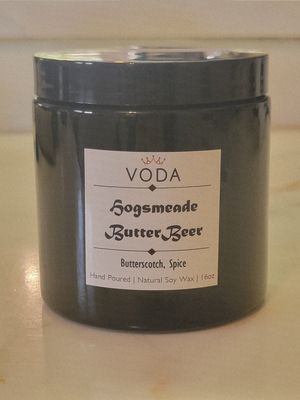 VODA
Hogsmeade
ButterBeer
Butterscotch, Spice
Hand Poured | Natural Soy Wax | 16oz